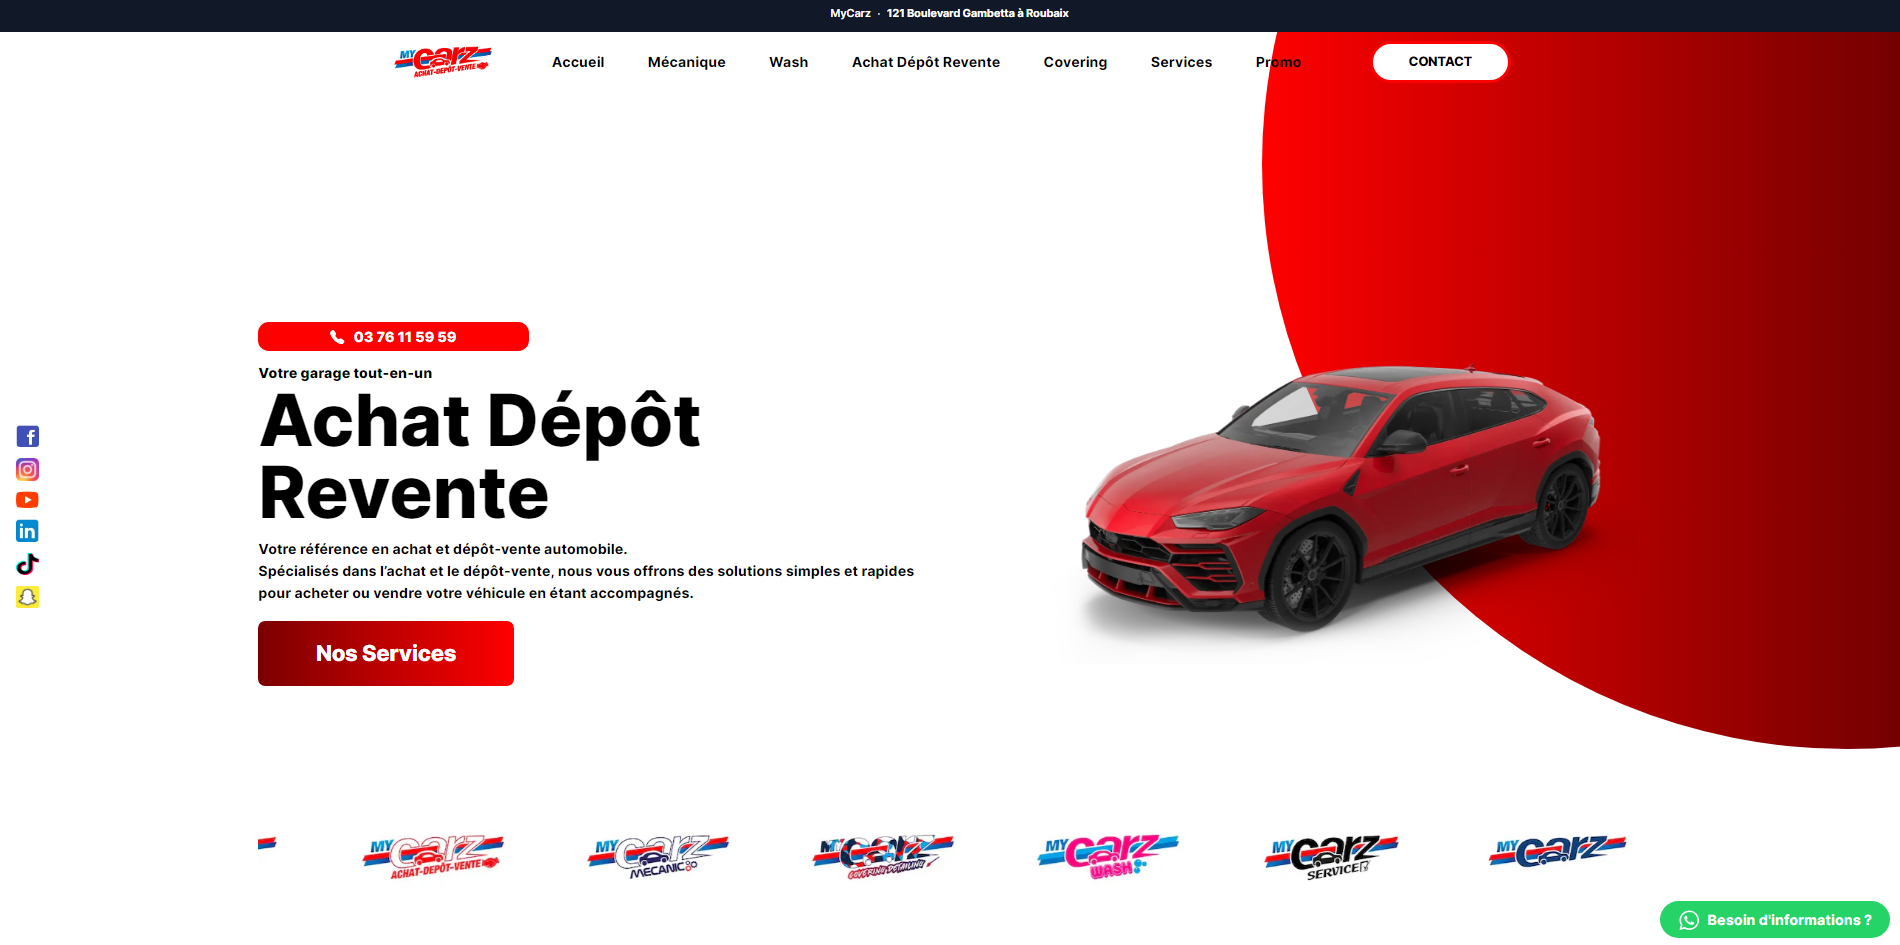 MyCarz · 121 Boulevard Gambetta à Roubaix
MY Carz
ACHAT-DEPÔT-VENTE
Accueil Mécanique Wash Achat Dépôt Revente Covering Services Promo CONTACT
03 76 11 59 59
Votre garage tout-en-un
Achat Dépôt
Revente
Votre référence en achat et dépôt-vente automobile.
Spécialisés dans l'achat et le dépôt-vente, nous vous offrons des solutions simples et rapides
pour acheter ou vendre votre véhicule en étant accompagnés.
Nos Services
MY Carz
ACHAT-DEPÔT-VENTE
MY Carz
MECANIC
MY Carz
COVERING DETAILING
MY Carz
WASH
MY Carz
SERVICE
MY Carz
Besoin d'informations ?